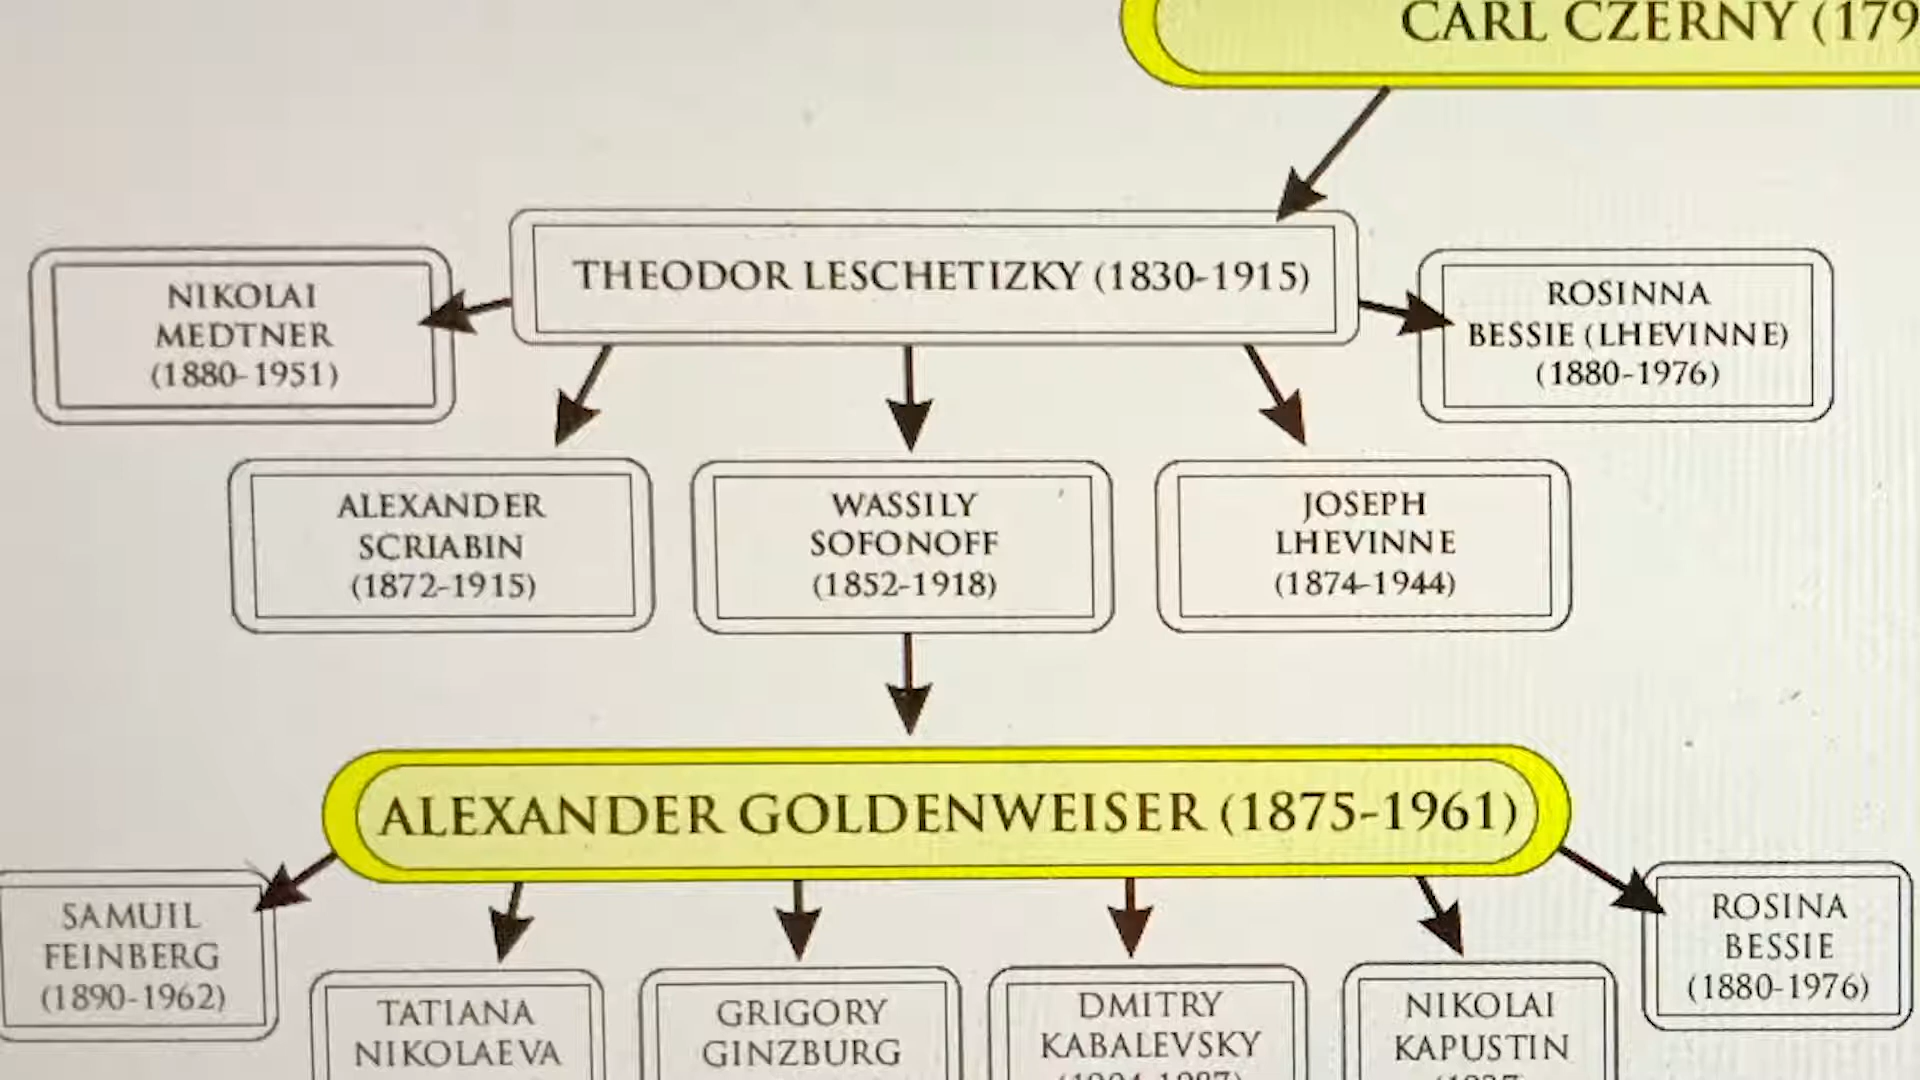 CARL CZERNY (179
THEODOR LESCHETIZKY (1830-1915)
NIKOLAI
MEDTNER
(1880-1951)
ROSINNA
BESSIE (LHEVINNE)
(1880-1976)
ALEXANDER
SCRIABIN
(1872-1915)
WASSILY
SOFONOFF
(1852-1918)
JOSEPH
LHEVINNE
(1874-1944)
ALEXANDER GOLDENWEISER (1875-1961)
SAMUIL
FEINBERG
(1890-1962)
TATIANA
NIKOLAEVA
GRIGORY
GINZBURG
DMITRY
KABALEVSKY
NIKOLAI
KAPUSTIN
ROSINA
BESSIE
(1880-1976)